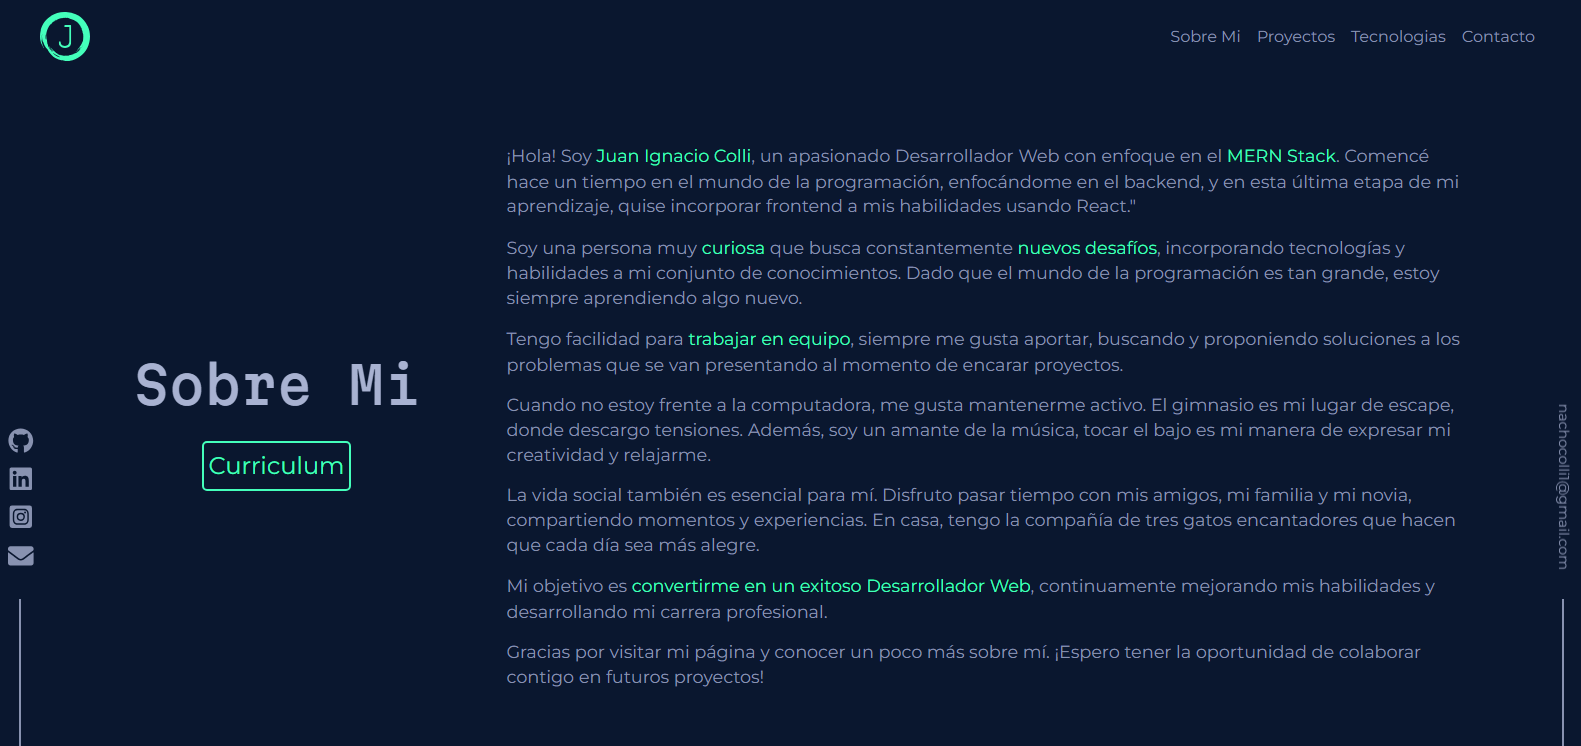 J
Sobre Mi Proyectos Tecnologias Contacto
¡Hola! Soy Juan Ignacio Colli, un apasionado Desarrollador Web con enfoque en el MERN Stack. Comencé
hace un tiempo en el mundo de la programación, enfocándome en el backend, y en esta última etapa de mi
aprendizaje, quise incorporar frontend a mis habilidades usando React."
Soy una persona muy curiosa que busca constantemente nuevos desafíos, incorporando tecnologías y
habilidades a mi conjunto de conocimientos. Dado que el mundo de la programación es tan grande, estoy
siempre aprendiendo algo nuevo.
Tengo facilidad para trabajar en equipo, siempre me gusta aportar, buscando y proponiendo soluciones a los
problemas que se van presentando al momento de encarar proyectos.
Cuando no estoy frente a la computadora, me gusta mantenerme activo. El gimnasio es mi lugar de escape,
donde descargo tensiones. Además, soy un amante de la música, tocar el bajo es mi manera de expresar mi
creatividad y relajarme.
La vida social también es esencial para mí. Disfruto pasar tiempo con mis amigos, mi familia y mi novia,
compartiendo momentos y experiencias. En casa, tengo la compañía de tres gatos encantadores que hacen
que cada día sea más alegre.
Mi objetivo es convertirme en un exitoso Desarrollador Web, continuamente mejorando mis habilidades y
desarrollando mi carrera profesional.
Gracias por visitar mi página y conocer un poco más sobre mí. ¡Espero tener la oportunidad de colaborar
contigo en futuros proyectos!
Sobre Mi
Curriculum
in
nachocolli1@gmail.com